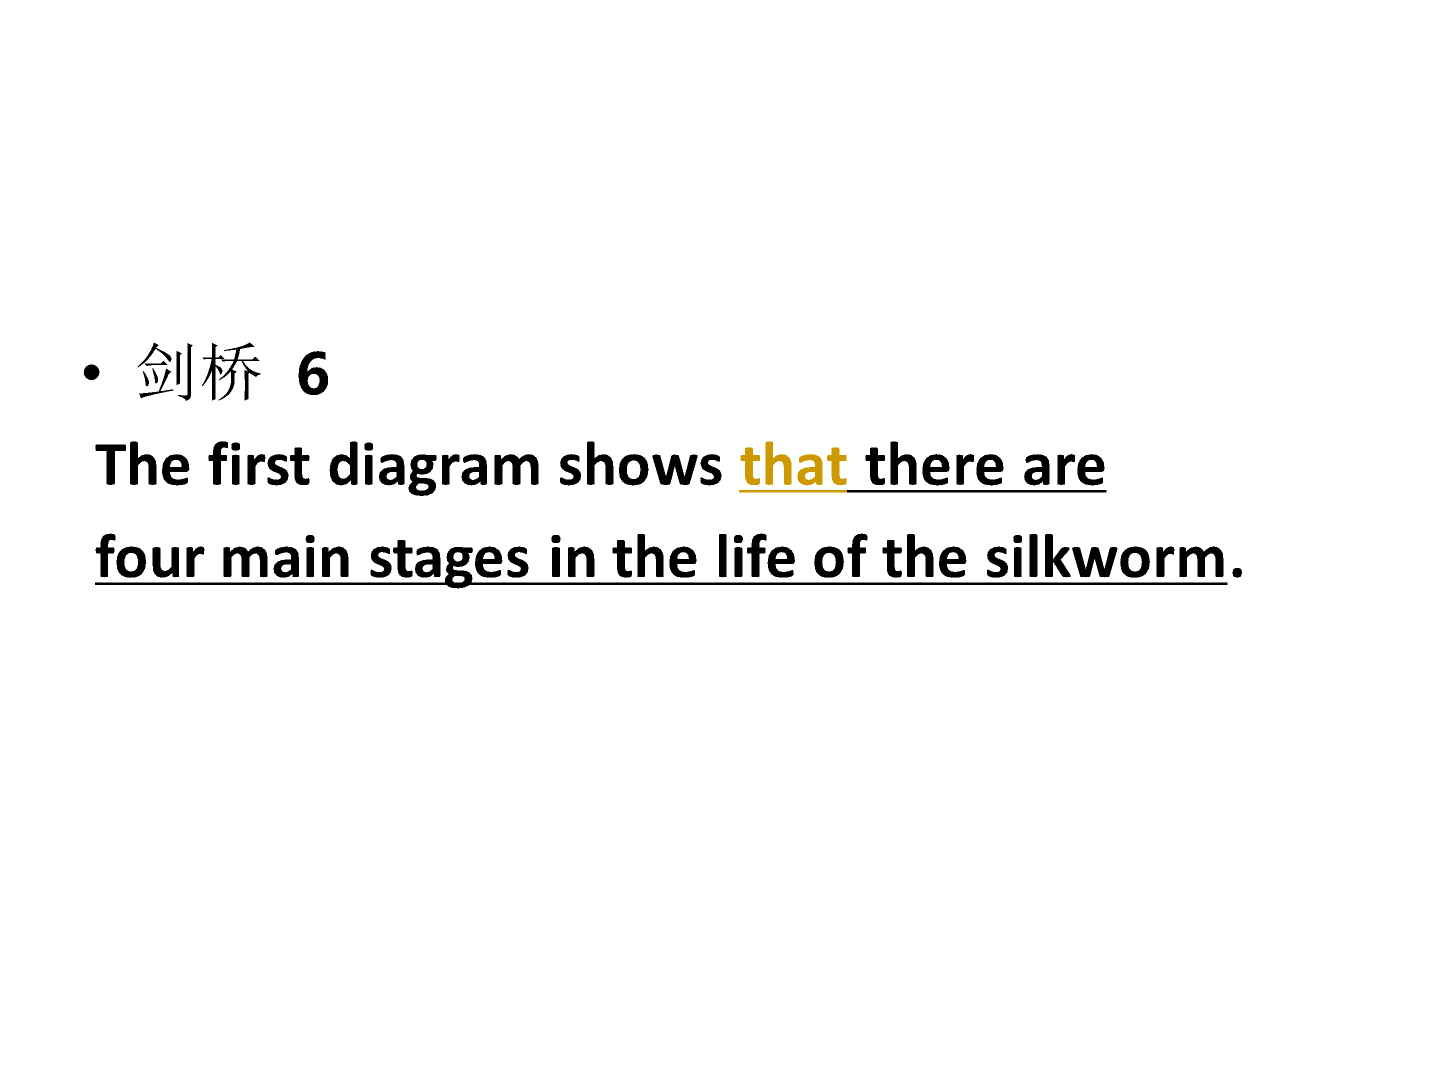 • 剑桥 6
The first diagram shows that there are
four main stages in the life of the silkworm.